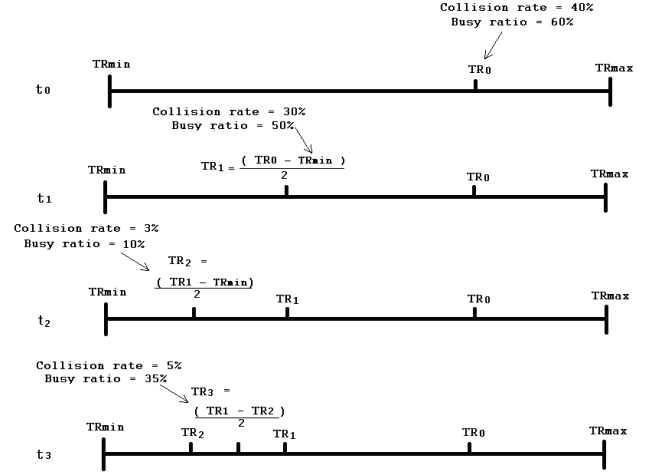 Collision rate = 40%
Busy ratio = 60%
TRmin
TR0
TRmax
t0
Collision rate = 30%
Busy ratio = 50%
TRmin
TR1 =
( TR0 - TRmin )
2
TR0
TRmax
t1
Collision rate = 3%
Busy ratio = 10%
TR2 =
( TR1 - TRmin)
2
TRmin
TR1
TR0
TRmax
t2
Collision rate = 5%
Busy ratio = 35%
TR3 =
( TR1 - TR2 )
2
TRmin
TR2
TR1
TR0
TRmax
t3